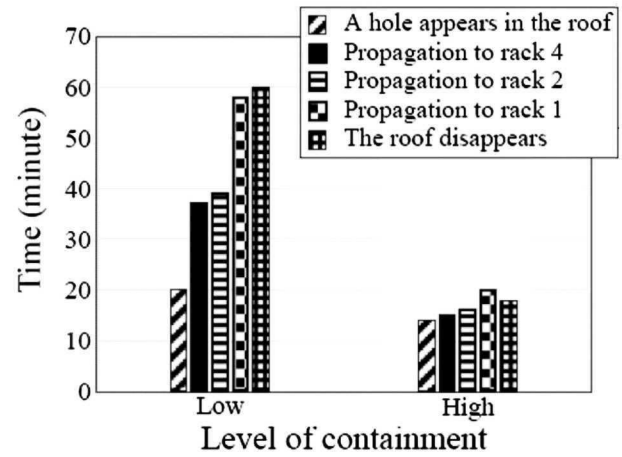 A hole appears in the roof
Propagation to rack 4
Propagation to rack 2
Propagation to rack 1
The roof disappears
Time (minute)
70
60
50
40
30
20
10
0
Low
High
Level of containment